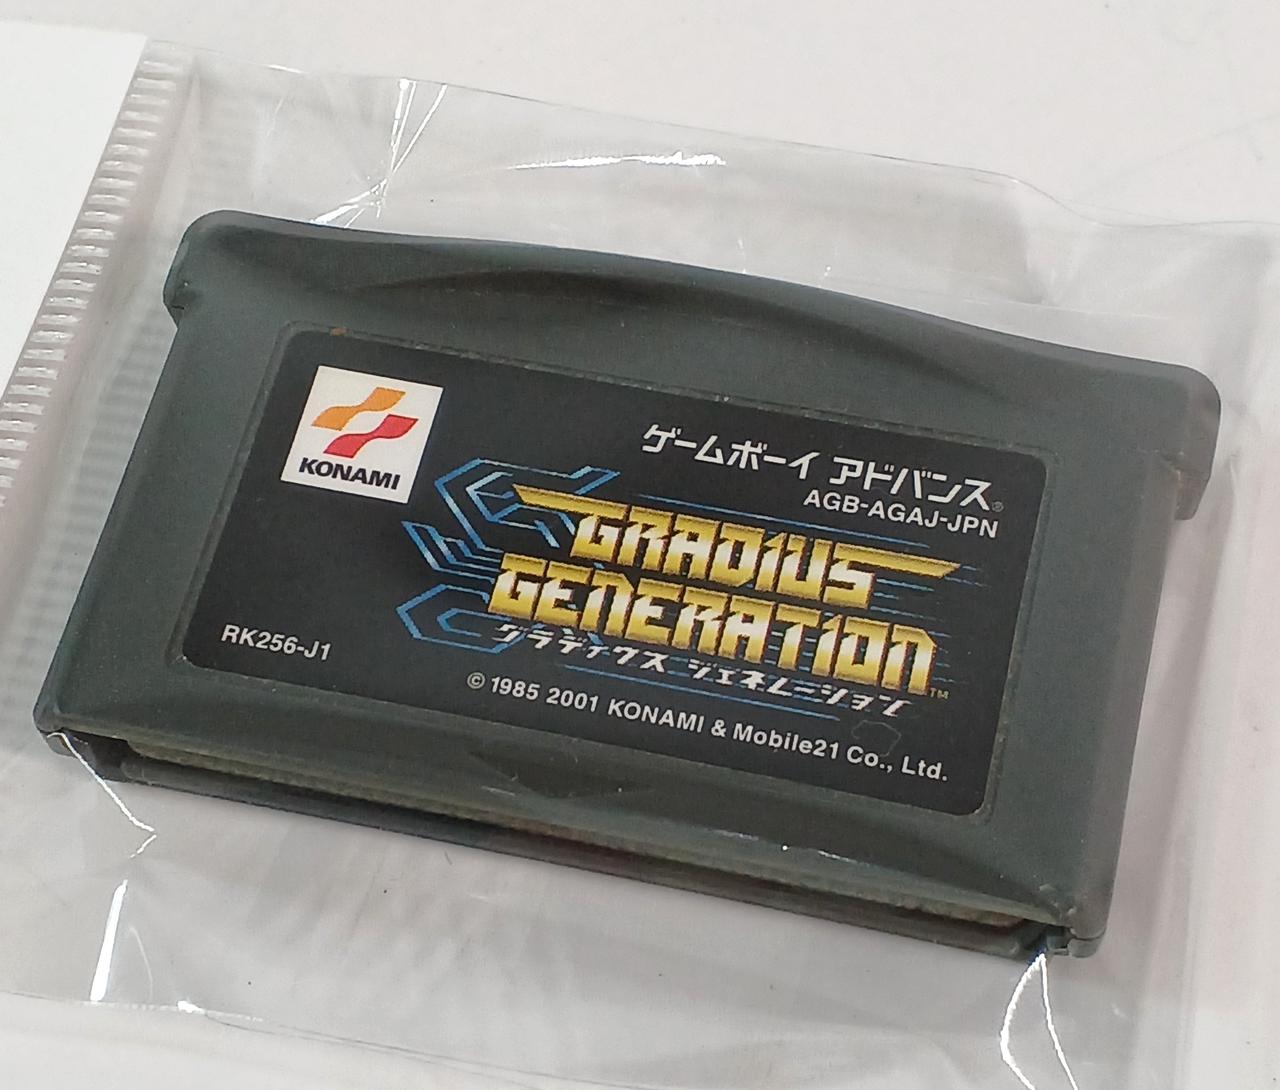 KONAMI
ゲームボーイ アドバンス®
AGB-AGAJ-JPN
GRADIUS
GENERATION™
グラディウス ジェネレーション
RK256-J1
© 1985 2001 KONAMI & Mobile21 Co., Ltd.